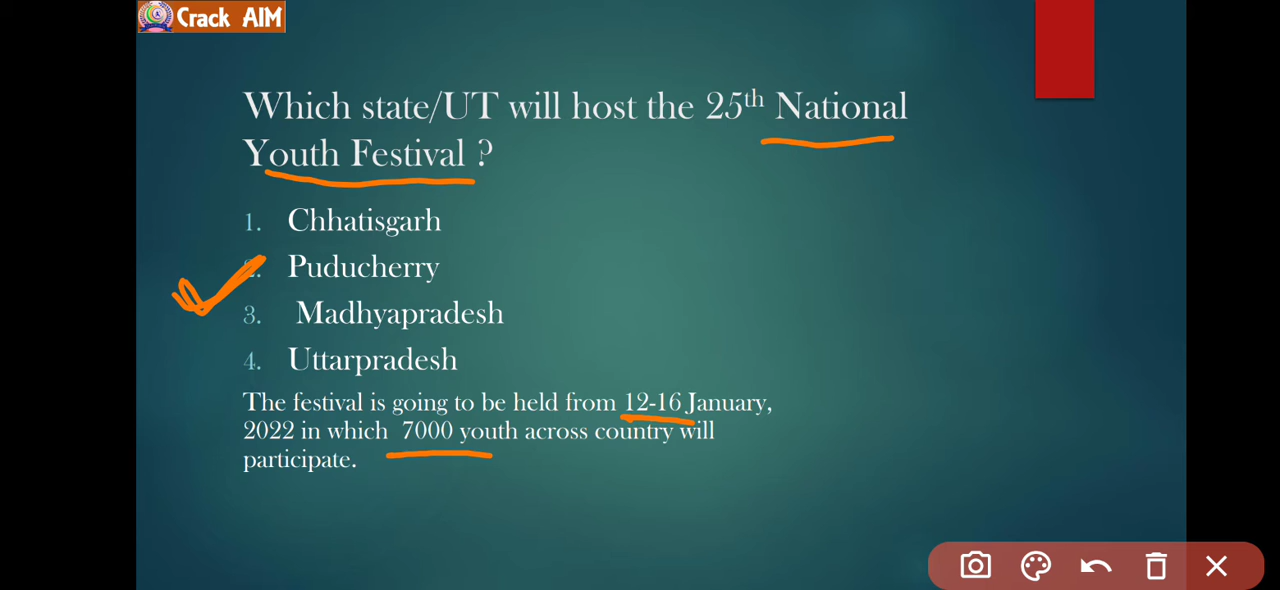 Crack AIM
Which state/UT will host the 25th National
Youth Festival ?
1. Chhatisgarh
2. Puducherry
3. Madhyapradesh
4. Uttarpradesh
The festival is going to be held from 12-16 January,
2022 in which 7000 youth across country will
participate.